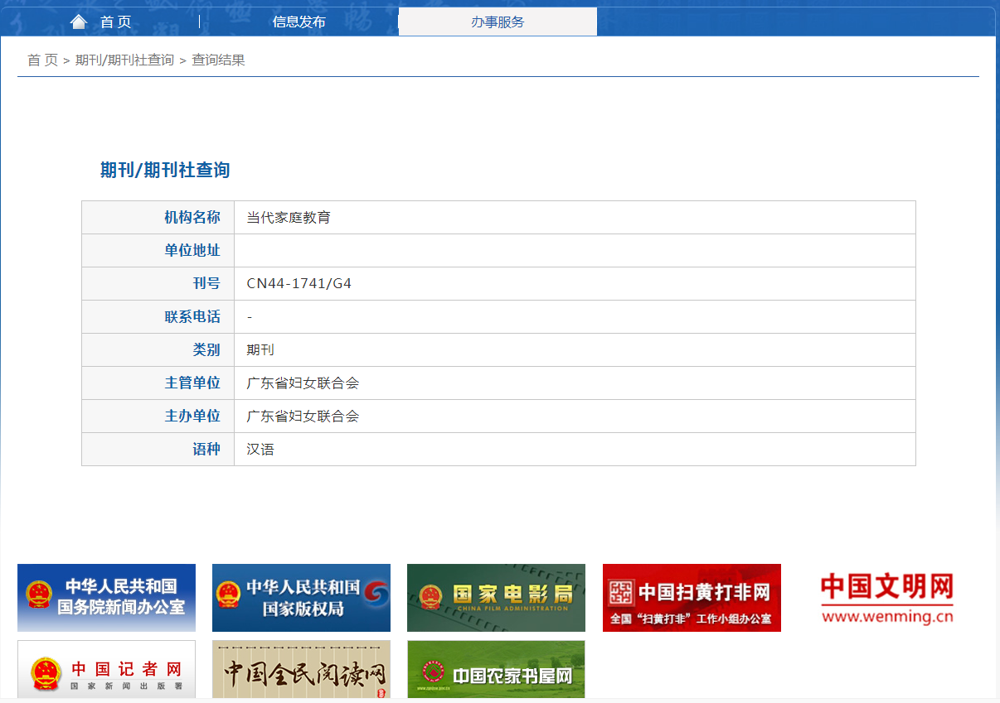 首 页
信息发布
办事服务
首 页 > 期刊/期刊社查询 > 查询结果
期刊/期刊社查询
机构名称 当代家庭教育
单位地址
刊号 CN44-1741/G4
联系电话 -
类别 期刊
主管单位 广东省妇女联合会
主办单位 广东省妇女联合会
语种 汉语
中华人民共和国
国务院新闻办公室
中华人民共和国
国家版权局
国家电影局
CHINA FILM ADMINISTRATION
中国扫黄打非网
全国“扫黄打非”工作小组办公室
中国文明网
www.wenming.cn
中国记者网
国家新闻出版署
中国全民阅读网
中国农家书屋网